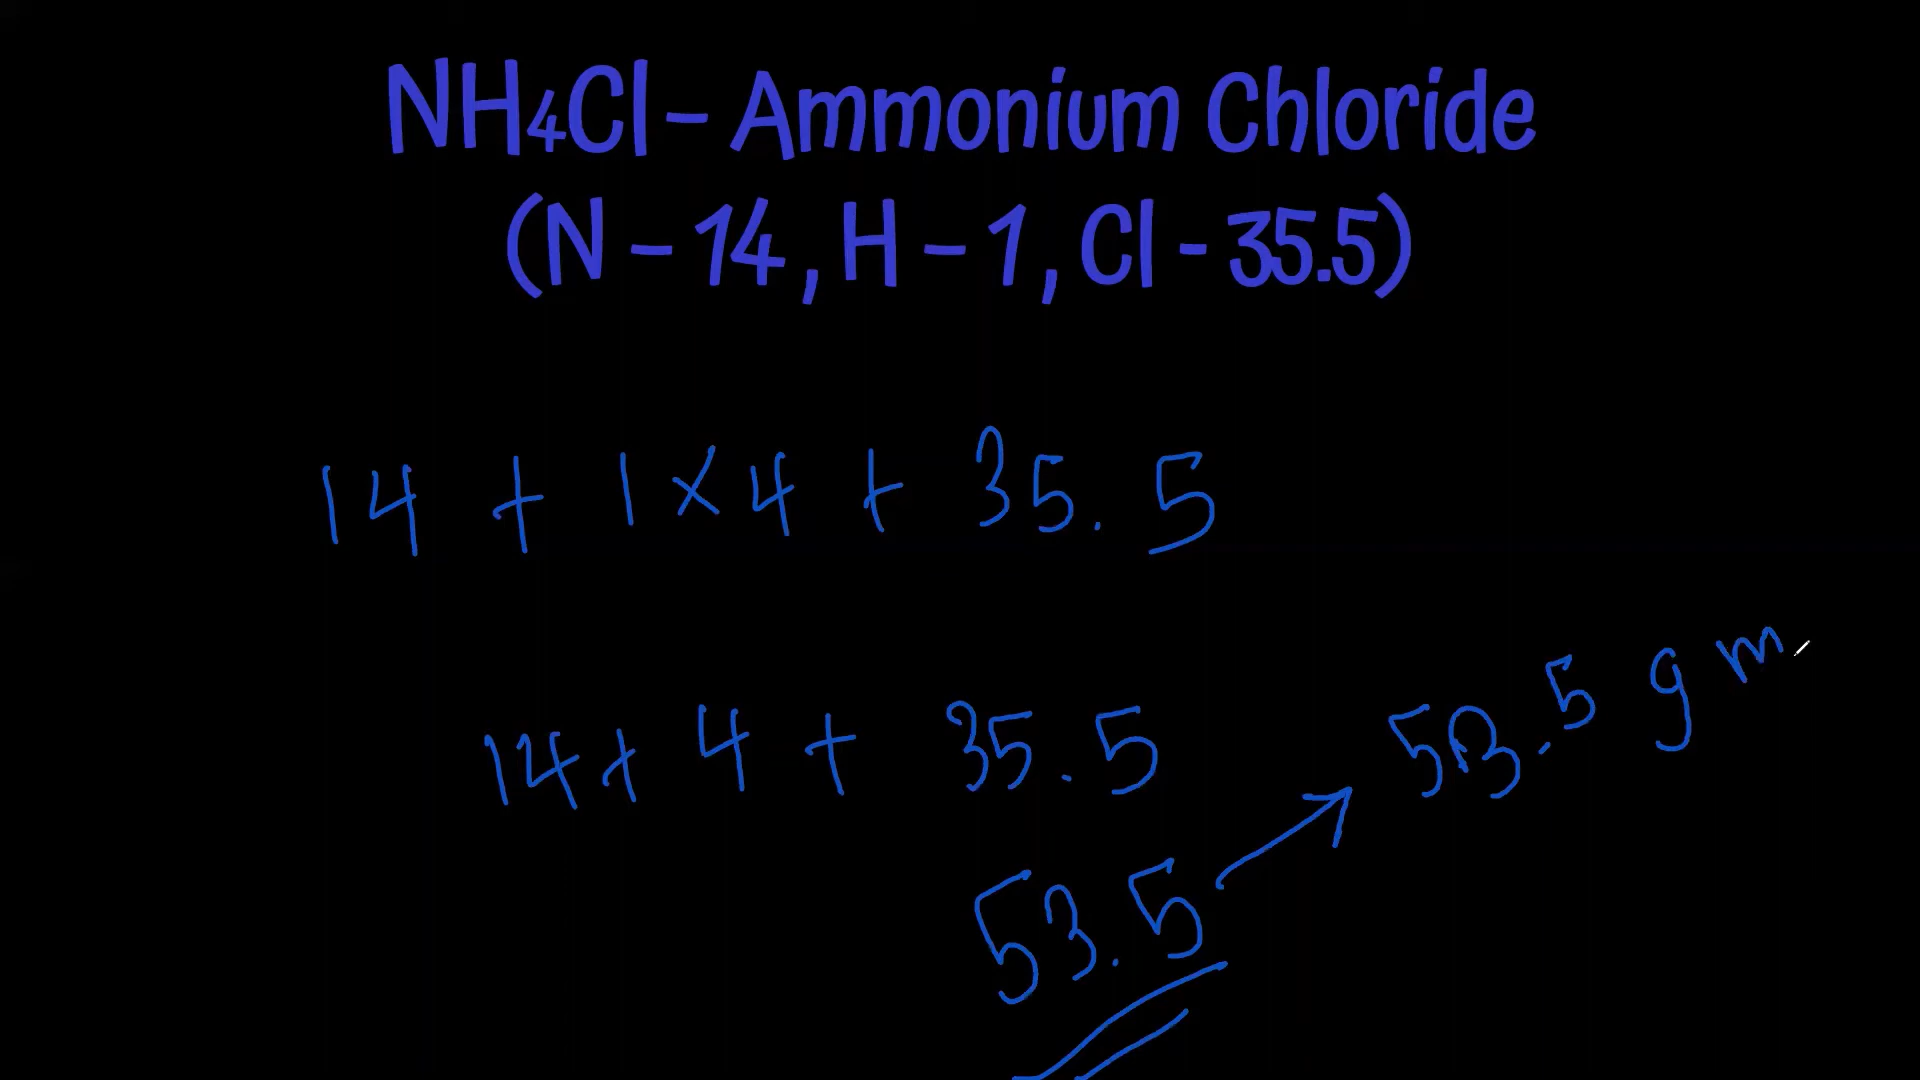 NH₄Cl – Ammonium Chloride
(N – 14 , H – 1 , Cl - 35.5)
14 + 1 × 4 + 35.5
14 + 4 + 35.5
53.5 gm
53.5